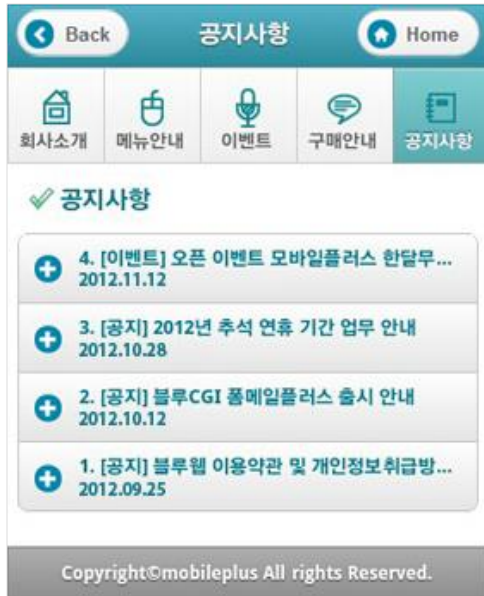 Back 공지사항 Home
회사소개 메뉴안내 이벤트 구매안내 공지사항
공지사항
4. [이벤트] 오픈 이벤트 모바일플러스 한달무...
2012.11.12
3. [공지] 2012년 추석 연휴 기간 업무 안내
2012.10.28
2. [공지] 블루CGI 폼메일플러스 출시 안내
2012.10.12
1. [공지] 블루웹 이용약관 및 개인정보취급방...
2012.09.25
Copyright©mobileplus All rights Reserved.